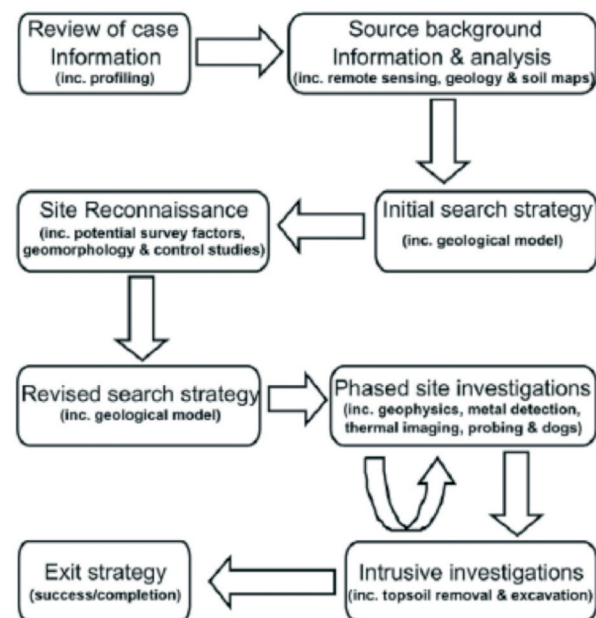 Review of case
Information
(inc. profiling)
Source background
Information & analysis
(inc. remote sensing, geology & soil maps)
Initial search strategy
(inc. geological model)
Site Reconnaissance
(inc. potential survey factors,
geomorphology & control studies)
Revised search strategy
(inc. geological model)
Phased site investigations
(inc. geophysics, metal detection,
thermal imaging, probing & dogs)
Intrusive investigations
(inc. topsoil removal & excavation)
Exit strategy
(success/completion)